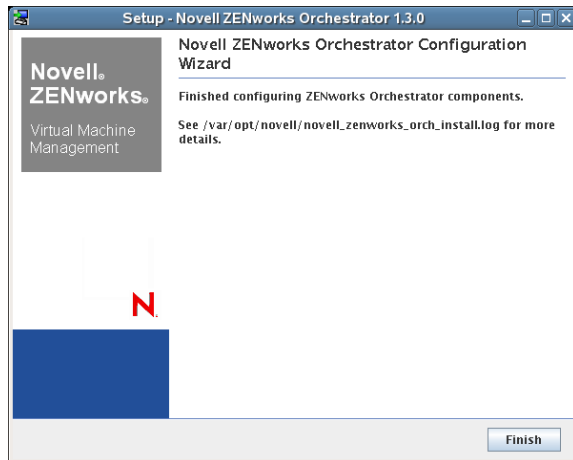 Setup - Novell ZENworks Orchestrator 1.3.0
Novell®
ZENworks®
Virtual Machine
Management
N.
Novell ZENworks Orchestrator Configuration
Wizard
Finished configuring ZENworks Orchestrator components.
See /var/opt/novell/novell_zenworks_orch_install.log for more
details.
Finish